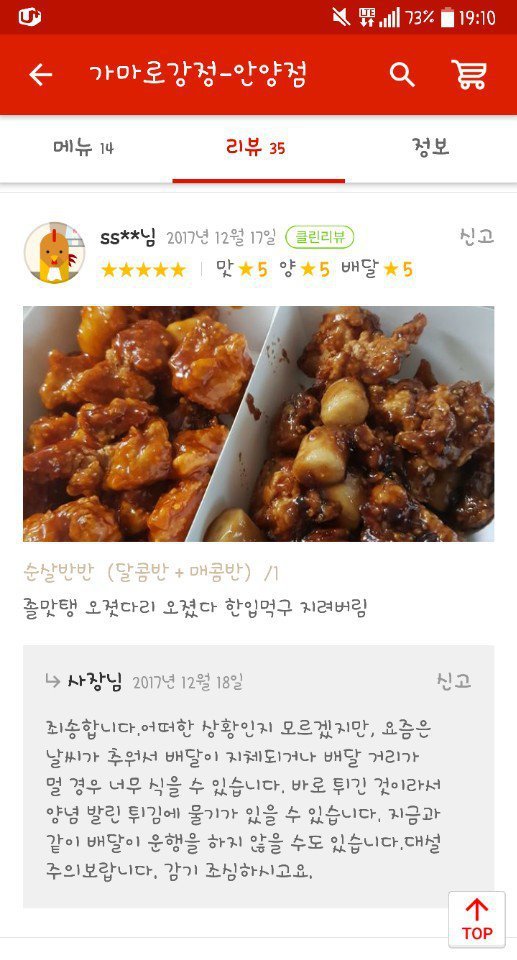 LTE 73% 19:10
가마로강정-안양점
메뉴 14 리뷰 35 정보
ss**님 2017년 12월 17일 클린리뷰 신고
★★★★★ | 맛★5 양★5 배달★5
순살반반 (달콤반 + 매콤반) /1
졸맛탱 오졋다리 오졌다 한입먹구 지려버림
↳ 사장님 2017년 12월 18일 신고
죄송합니다.어떠한 상황인지 모르겠지만, 요즘은
날씨가 추워서 배달이 지체되거나 배달 거리가
멀 경우 너무 식을 수 있습니다. 바로 튀긴 것이라서
양념 발린 튀김에 물기가 있을 수 있습니다. 지금과
같이 배달이 운행을 하지 않을 수도 있습니다.대설
주의보랍니다. 감기 조심하시고요.
TOP